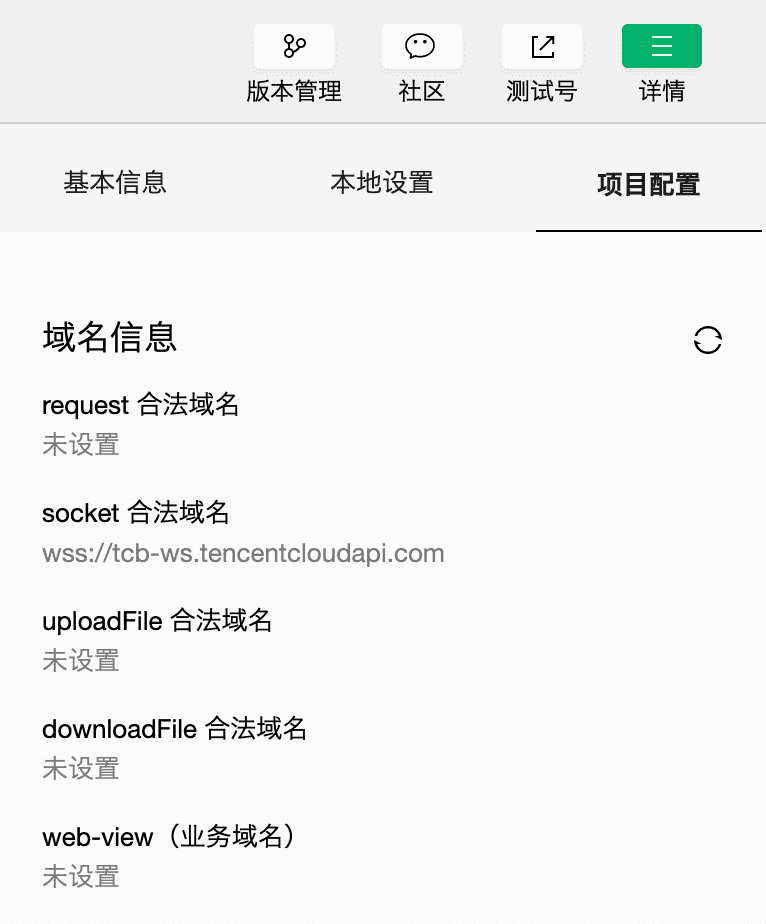 版本管理 社区 测试号 详情
基本信息 本地设置 项目配置
域名信息
request 合法域名
未设置
socket 合法域名
wss://tcb-ws.tencentcloudapi.com
uploadFile 合法域名
未设置
downloadFile 合法域名
未设置
web-view（业务域名）
未设置